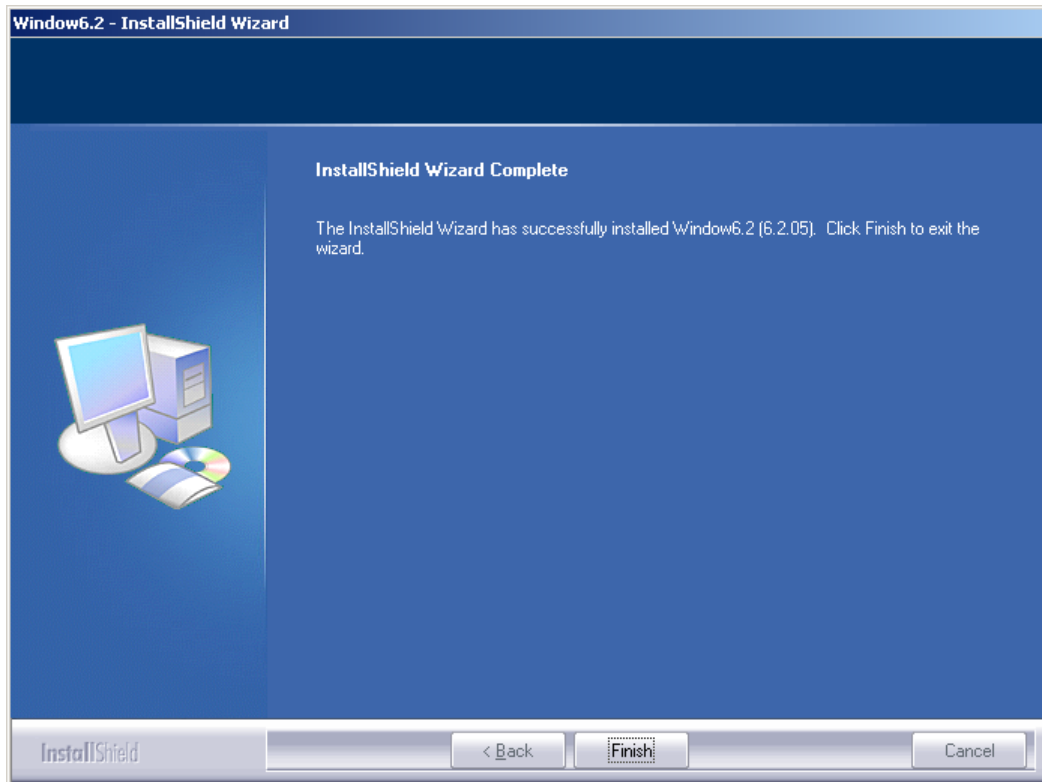 Window6.2 - InstallShield Wizard
InstallShield Wizard Complete
The InstallShield Wizard has successfully installed Window6.2 (6.2.05). Click Finish to exit the
wizard.
InstallShield
< Back
Finish
Cancel